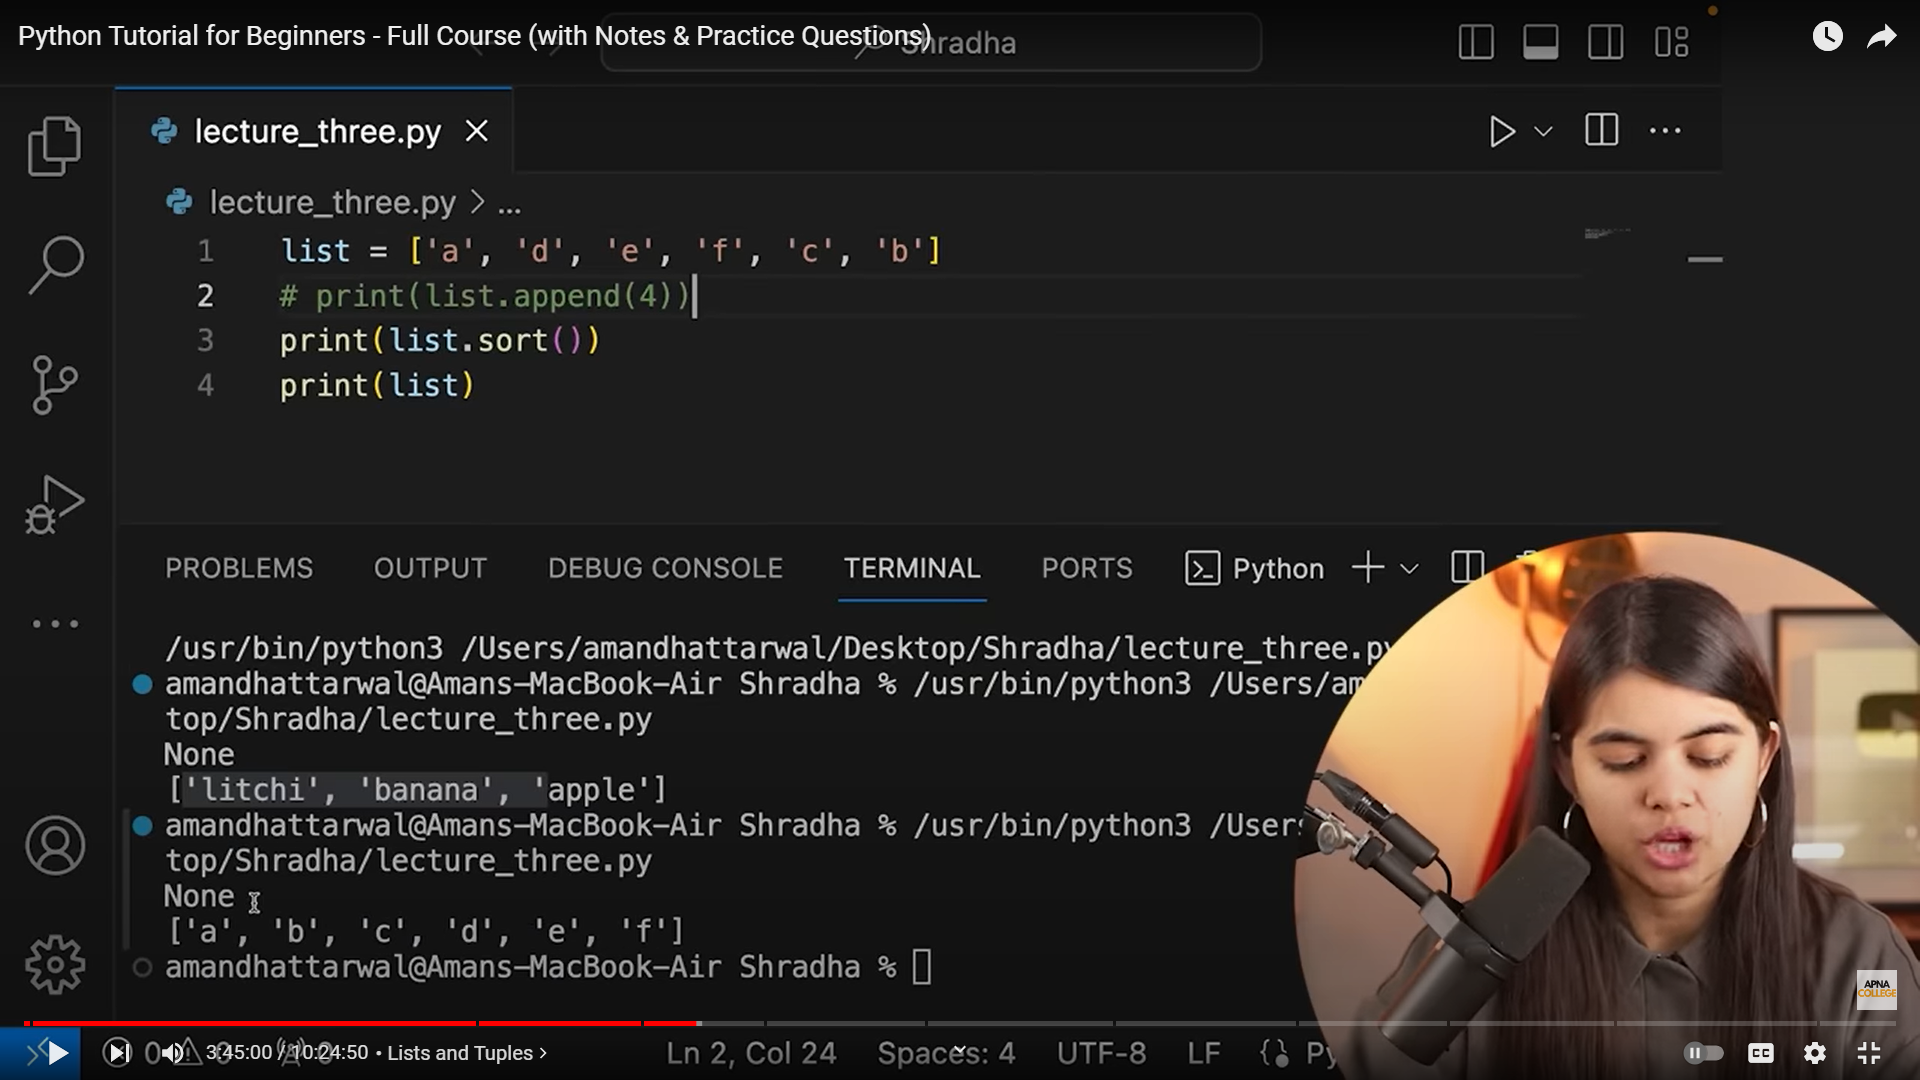 Python Tutorial for Beginners - Full Course (with Notes & Practice Questions)
Shradha
lecture_three.py
lecture_three.py > ...
1 list = ['a', 'd', 'e', 'f', 'c', 'b']
2 # print(list.append(4))
3 print(list.sort())
4 print(list)
PROBLEMS OUTPUT DEBUG CONSOLE TERMINAL PORTS Python
/usr/bin/python3 /Users/amandhattarwal/Desktop/Shradha/lecture_three.py
amandhattarwal@Amans-MacBook-Air Shradha % /usr/bin/python3 /Users/am
top/Shradha/lecture_three.py
None
['litchi', 'banana', 'apple']
amandhattarwal@Amans-MacBook-Air Shradha % /usr/bin/python3 /Users
top/Shradha/lecture_three.py
None
['a', 'b', 'c', 'd', 'e', 'f']
amandhattarwal@Amans-MacBook-Air Shradha %
APNA
COLLEGE
3:45:00 / 10:24:50 • Lists and Tuples >
Ln 2, Col 24 Spaces: 4 UTF-8 LF {} Py
CC